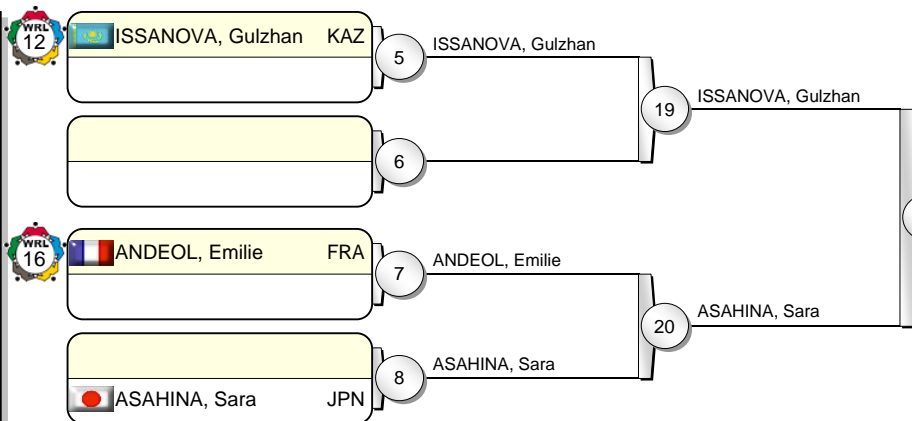 WRL
12
ISSANOVA, Gulzhan KAZ
5
ISSANOVA, Gulzhan
6
19
ISSANOVA, Gulzhan
WRL
16
ANDEOL, Emilie FRA
7
ANDEOL, Emilie
8
ASAHINA, Sara
ASAHINA, Sara JPN
20
ASAHINA, Sara